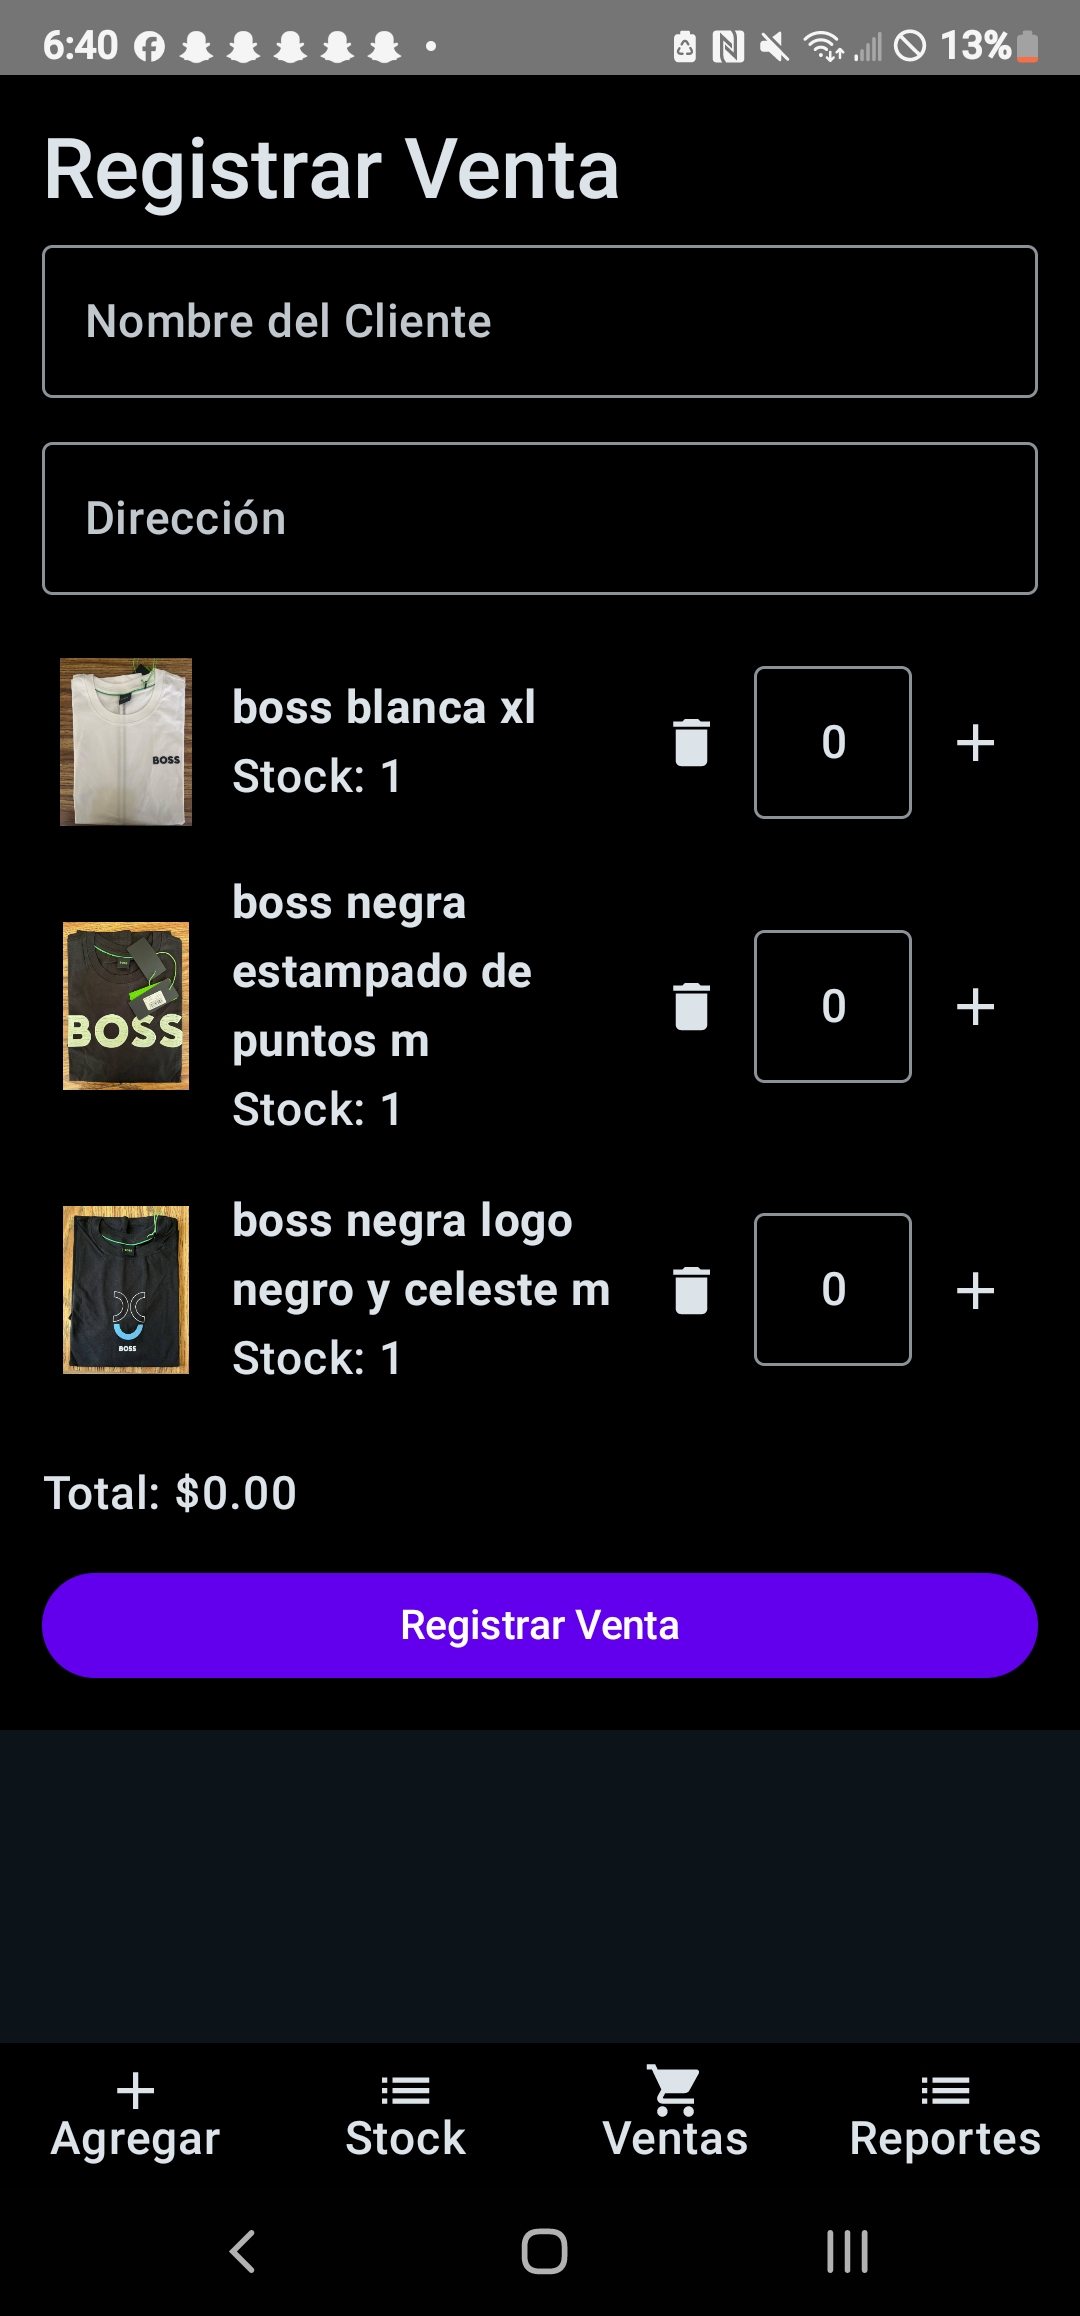 6:40
13%
Registrar Venta
Nombre del Cliente
Dirección
BOSS
boss blanca xl
Stock: 1
0
BOSS
boss negra
estampado de
puntos m
Stock: 1
0
BOSS
boss negra logo
negro y celeste m
Stock: 1
0
Total: $0.00
Registrar Venta
Agregar
Stock
Ventas
Reportes